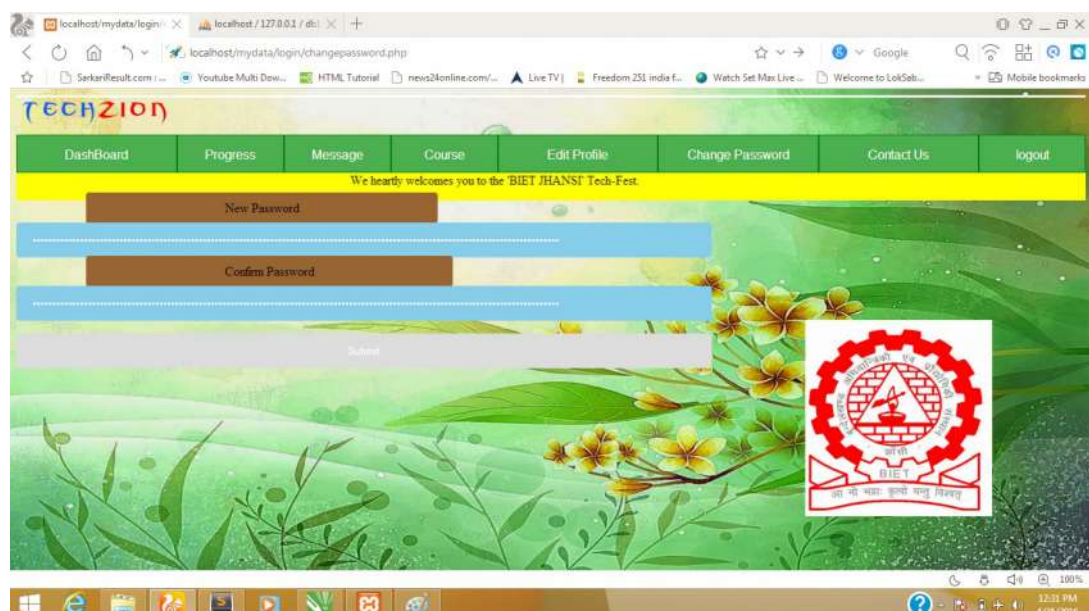 localhost/mydata/login/
localhost / 127.0.0.1 /
localhost/mydata/login/changepassword.php
Google
SarkariResult.com : ...
Youtube Multi Dow...
HTML Tutorial
news24online.com/...
Live TV |
Freedom 251 india f...
Watch Set Max Live ...
Welcome to LokSab...
Mobile bookmarks
TECHZION
DashBoard
Progress
Message
Course
Edit Profile
Change Password
Contact Us
logout
We heartly welcomes you to the 'BIET JHANSI' Tech-Fest.
New Password
Confirm Password
Submit
झाँसी
BIET
आ नो भद्राः कृत्वो यन्तु विश्वतः
100%
12:31 PM